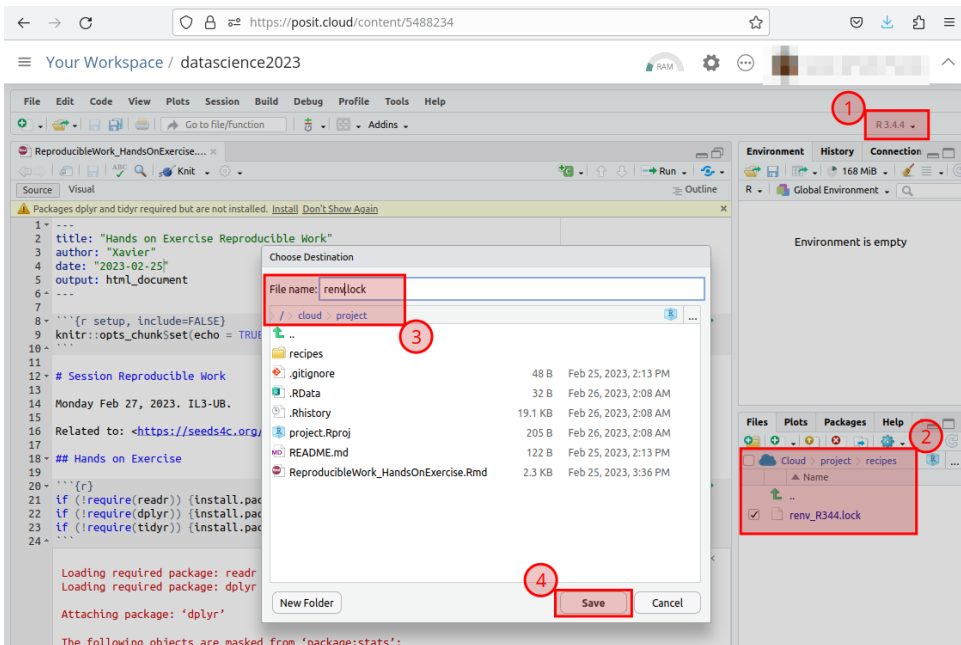 https://posit.cloud/content/5488234
Your Workspace / datascience2023
RAM
File Edit Code View Plots Session Build Debug Profile Tools Help
1
Go to file/function
Addins
R 3.4.4
ReproducibleWork_HandsOnExercise....
Environment History Connection
ABC
Knit
Run
168 MiB
Source Visual
Outline
R
Global Environment
Packages dplyr and tidyr required but are not installed. Install Don't Show Again
Environment is empty
1 ---
2 title: "Hands on Exercise Reproducible Work"
3 author: "Xavier"
4 date: "2023-02-25"
5 output: html_document
6 ---
7
8 ```{r setup, include=FALSE}
9 knitr::opts_chunk$set(echo = TRUE
10 ```
11
12 # Session Reproducible Work
13
14 Monday Feb 27, 2023. IL3-UB.
15
16 Related to: <https://seeds4c.org/
17
18 ## Hands on Exercise
19
20 ```{r}
21 if (!require(readr)) {install.pac
22 if (!require(dplyr)) {install.pac
23 if (!require(tidyr)) {install.pac
24 ```
Loading required package: readr
Loading required package: dplyr
Attaching package: ‘dplyr’
The following objects are masked from ‘package:stats’:
Choose Destination
File name: renv.lock
/ > cloud > project
...
3
..
recipes
.gitignore 48 B Feb 25, 2023, 2:13 PM
.RData 32 B Feb 26, 2023, 2:08 AM
.Rhistory 19.1 KB Feb 26, 2023, 2:08 AM
project.Rproj 205 B Feb 26, 2023, 2:08 AM
MD README.md 122 B Feb 25, 2023, 2:13 PM
ReproducibleWork_HandsOnExercise.Rmd 2.3 KB Feb 25, 2023, 3:36 PM
4
New Folder Save Cancel
Files Plots Packages Help
2
Cloud > project > recipes
...
Name
..
renv_R344.lock